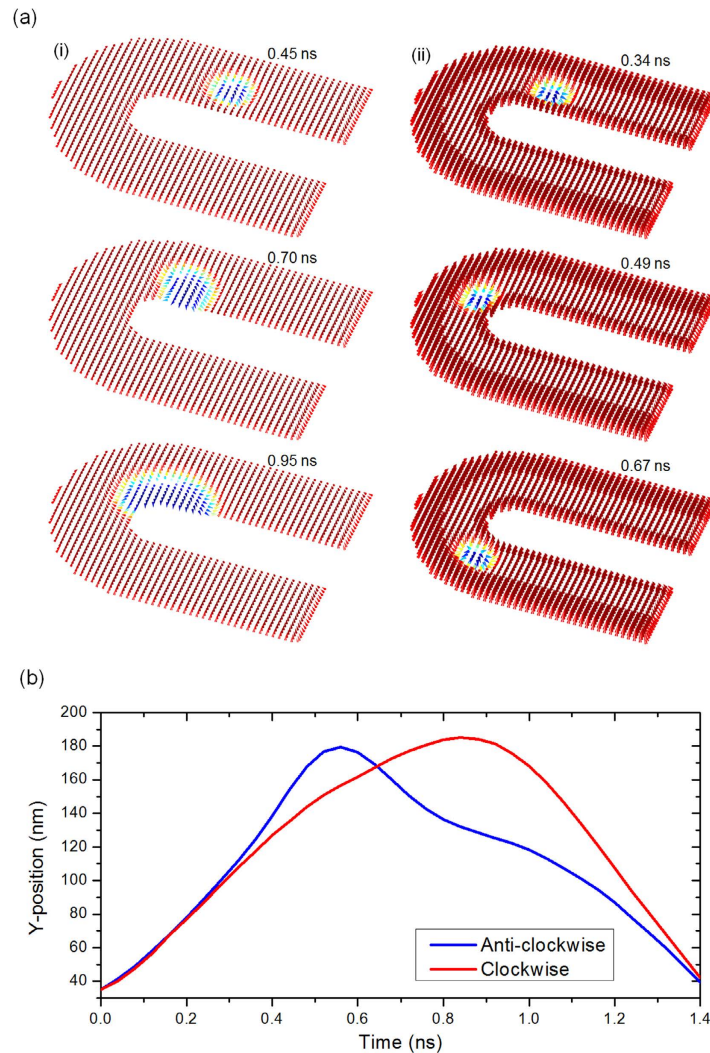 (a)
(i)
0.45 ns
(ii)
0.34 ns
0.70 ns
0.49 ns
0.95 ns
0.67 ns
(b)
200
180
160
140
120
100
80
60
40
Y-position (nm)
Anti-clockwise
Clockwise
0.0 0.2 0.4 0.6 0.8 1.0 1.2 1.4
Time (ns)